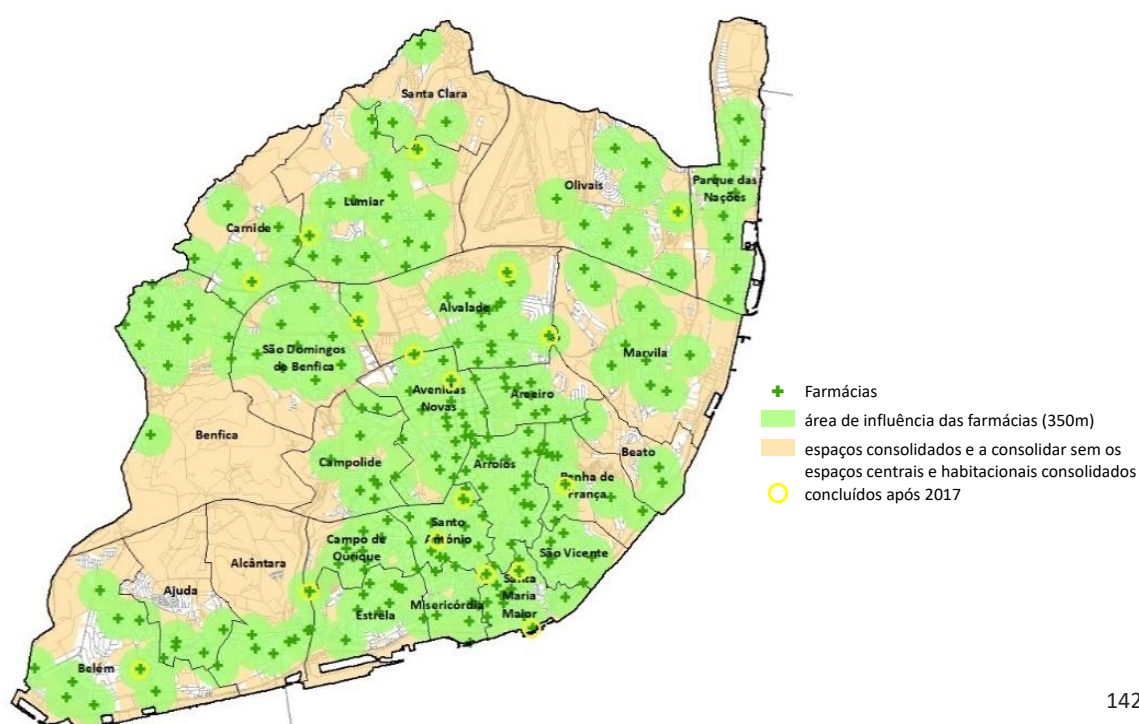 Santa Clara
Olivais
Parque das
Nações
Lumiar
Carnide
Alvalade
São Domingos
de Benfica
Marvila
Avenidas
Novas
Areeiro
Benfica
Beato
Campolide
Arroios
Penha de
França
Santo
António
Campo de
Ourique
São Vicente
Alcântara
Ajuda
Santa
Maria
Maior
Misericórdia
Estrela
Belém
Farmácias
área de influência das farmácias (350m)
espaços consolidados e a consolidar sem os
espaços centrais e habitacionais consolidados
concluídos após 2017
142